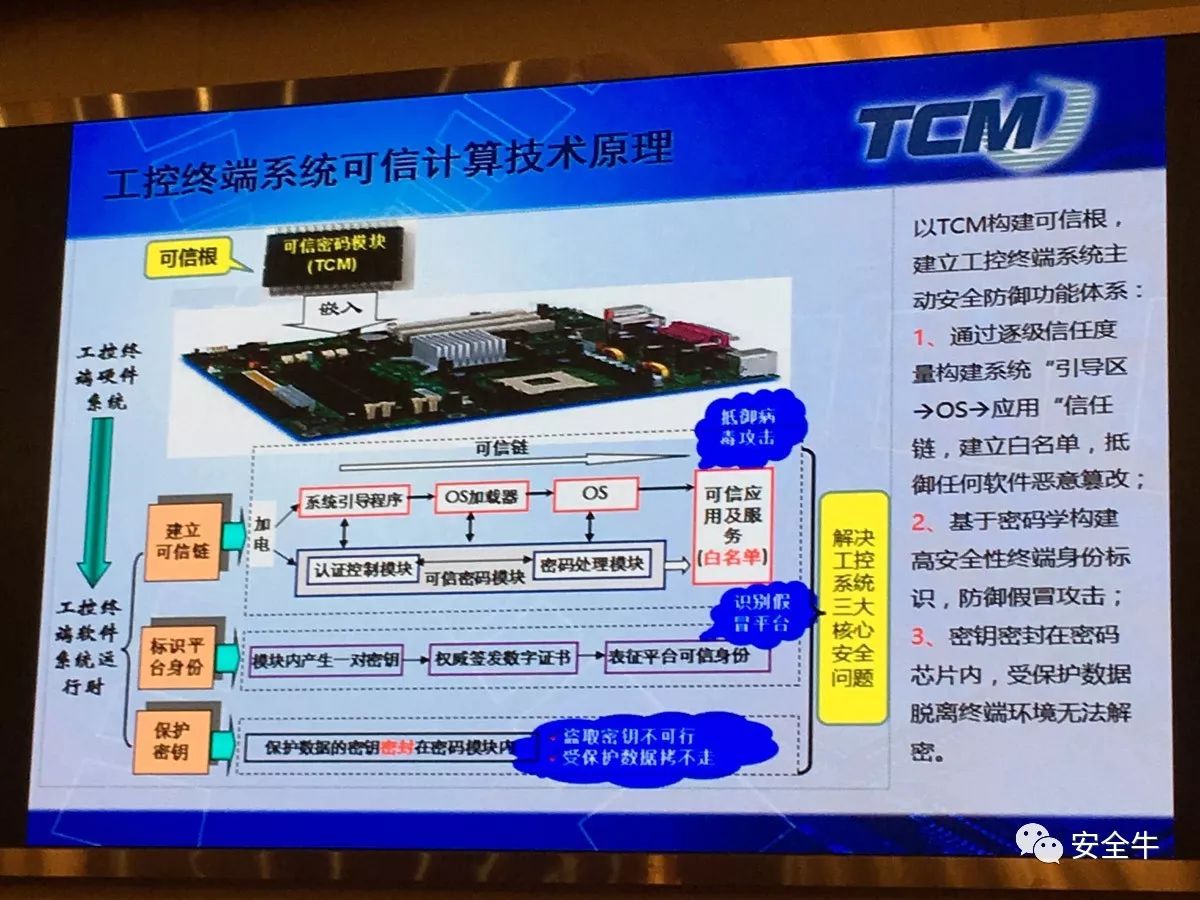 TCM
工控终端系统可信计算技术原理
可信根
可信密码模块
(TCM)
嵌入
工控终
端硬件
系统
工控终
端软件
系统运
行时
可信链
抵御病
毒攻击
建立
可信链
加
电
系统引导程序
OS加载器
OS
可信应
用及服
务
(白名单)
认证控制模块
可信密码模块
密码处理模块
识别假
冒平台
标识平
台身份
模块内产生一对密钥
权威签发数字证书
表征平台可信身份
保护
密钥
保护数据的密钥密封在密码模块内
· 盗取密钥不可行
· 受保护数据拷不走
解决
工控
系统
三大
核心
安全
问题
以TCM构建可信根，
建立工控终端系统主
动安全防御功能体系：
1、通过逐级信任度
量构建系统“引导区
→OS→应用“信任
链，建立白名单，抵
御任何软件恶意篡改；
2、基于密码学构建
高安全性终端身份标
识，防御假冒攻击；
3、密钥密封在密码
芯片内，受保护数据
脱离终端环境无法解
密。
安全牛